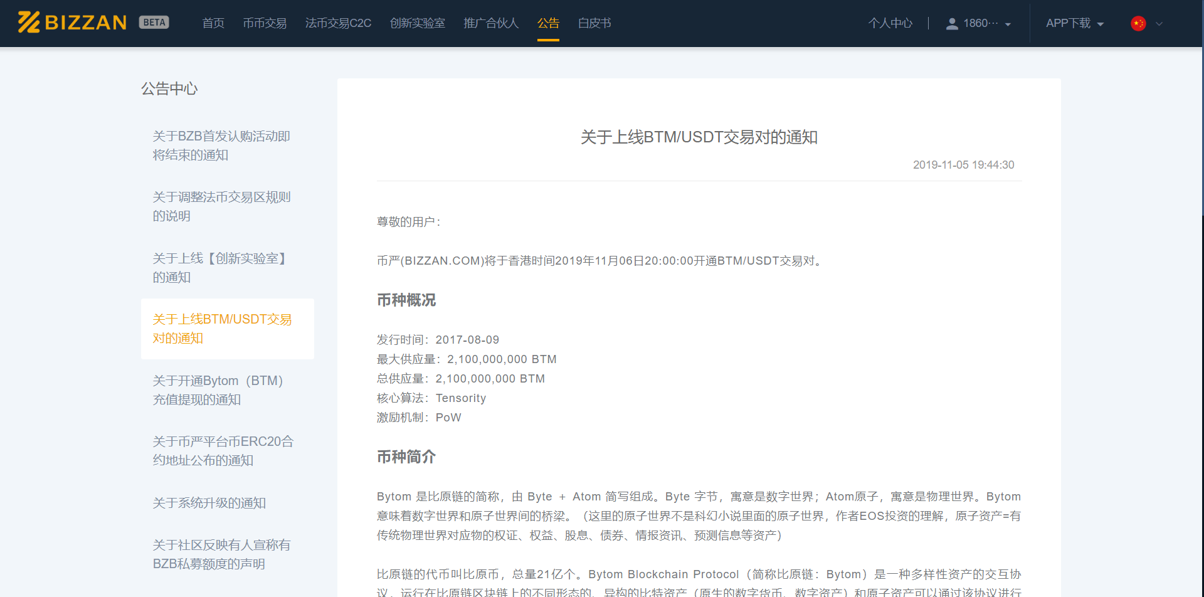 BIZZAN BETA 首页 币币交易 法币交易C2C 创新实验室 推广合伙人 公告 白皮书 个人中心 1860··· APP下载
公告中心
关于BZB首发认购活动即
将结束的通知
关于调整法币交易区规则
的说明
关于上线【创新实验室】
的通知
关于上线BTM/USDT交易
对的通知
关于开通Bytom（BTM）
充值提现的通知
关于币严平台币ERC20合
约地址公布的通知
关于系统升级的通知
关于社区反映有人宣称有
BZB私募额度的声明
关于上线BTM/USDT交易对的通知
2019-11-05 19:44:30
尊敬的用户：
币严(BIZZAN.COM)将于香港时间2019年11月06日20:00:00开通BTM/USDT交易对。
币种概况
发行时间：2017-08-09
最大供应量：2,100,000,000 BTM
总供应量：2,100,000,000 BTM
核心算法：Tensority
激励机制：PoW
币种简介
Bytom 是比原链的简称，由 Byte + Atom 简写组成。Byte 字节，寓意是数字世界；Atom原子，寓意是物理世界。Bytom
意味着数字世界和原子世界间的桥梁。（这里的原子世界不是科幻小说里面的原子世界，作者EOS投资的理解，原子资产=有
传统物理世界对应物的权证、权益、股息、债券、情报资讯、预测信息等资产）
比原链的代币叫比原币，总量21亿个。Bytom Blockchain Protocol（简称比原链：Bytom）是一种多样性资产的交互协
议，运行在比原链区块链上的不同形态的、异构的比特资产（原生的数字货币、数字资产）和原子资产可以通过该协议进行